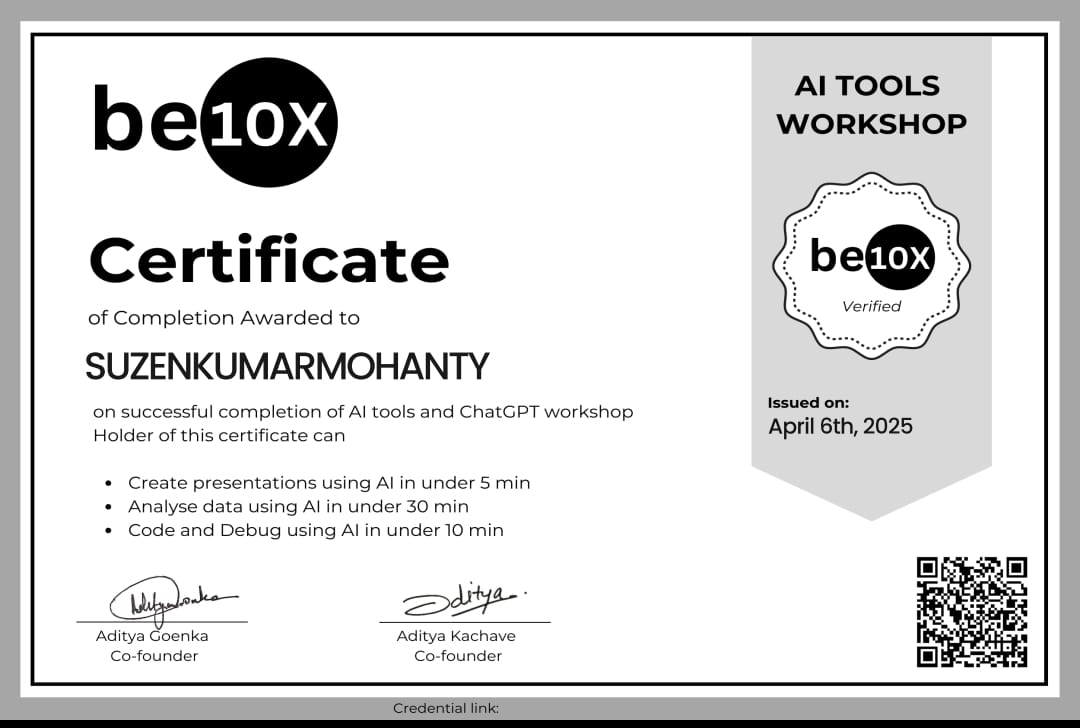 be10X
Certificate
of Completion Awarded to
SUZENKUMARMOHANTY
on successful completion of AI tools and ChatGPT workshop
Holder of this certificate can
• Create presentations using AI in under 5 min
• Analyse data using AI in under 30 min
• Code and Debug using AI in under 10 min
Aditya Goenka
Co-founder
Aditya
Aditya Kachave
Co-founder
AI TOOLS
WORKSHOP
be10X
Verified
Issued on:
April 6th, 2025
Credential link: